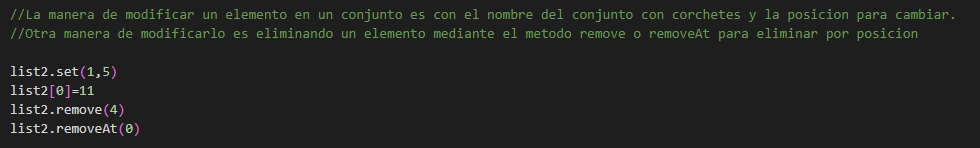 //La manera de modificar un elemento en un conjunto es con el nombre del conjunto con corchetes y la posicion para cambiar.
//Otra manera de modificarlo es eliminando un elemento mediante el metodo remove o removeAt para eliminar por posicion
list2.set(1,5)
list2[0]=11
list2.remove(4)
list2.removeAt(0)